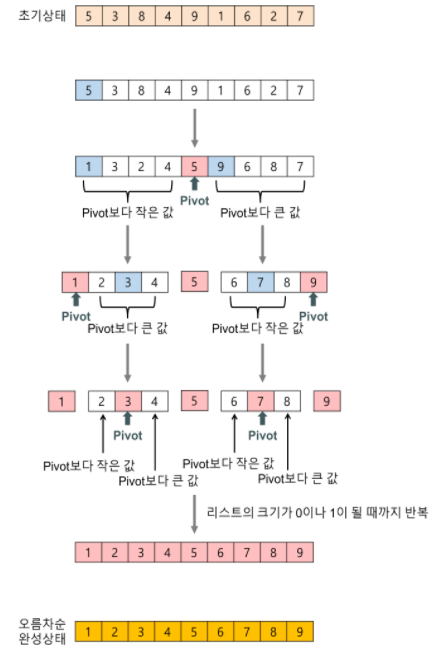 초기상태 5 3 8 4 9 1 6 2 7
5 3 8 4 9 1 6 2 7
1 3 2 4 5 9 6 8 7
Pivot보다 작은 값 Pivot Pivot보다 큰 값
1 2 3 4 5 6 7 8 9
Pivot Pivot보다 큰 값 Pivot보다 작은 값 Pivot
1 2 3 4 5 6 7 8 9
Pivot Pivot
Pivot보다 작은 값 Pivot보다 큰 값 Pivot보다 작은 값 Pivot보다 큰 값
리스트의 크기가 0이나 1이 될 때까지 반복
1 2 3 4 5 6 7 8 9
오름차순
완성상태 1 2 3 4 5 6 7 8 9